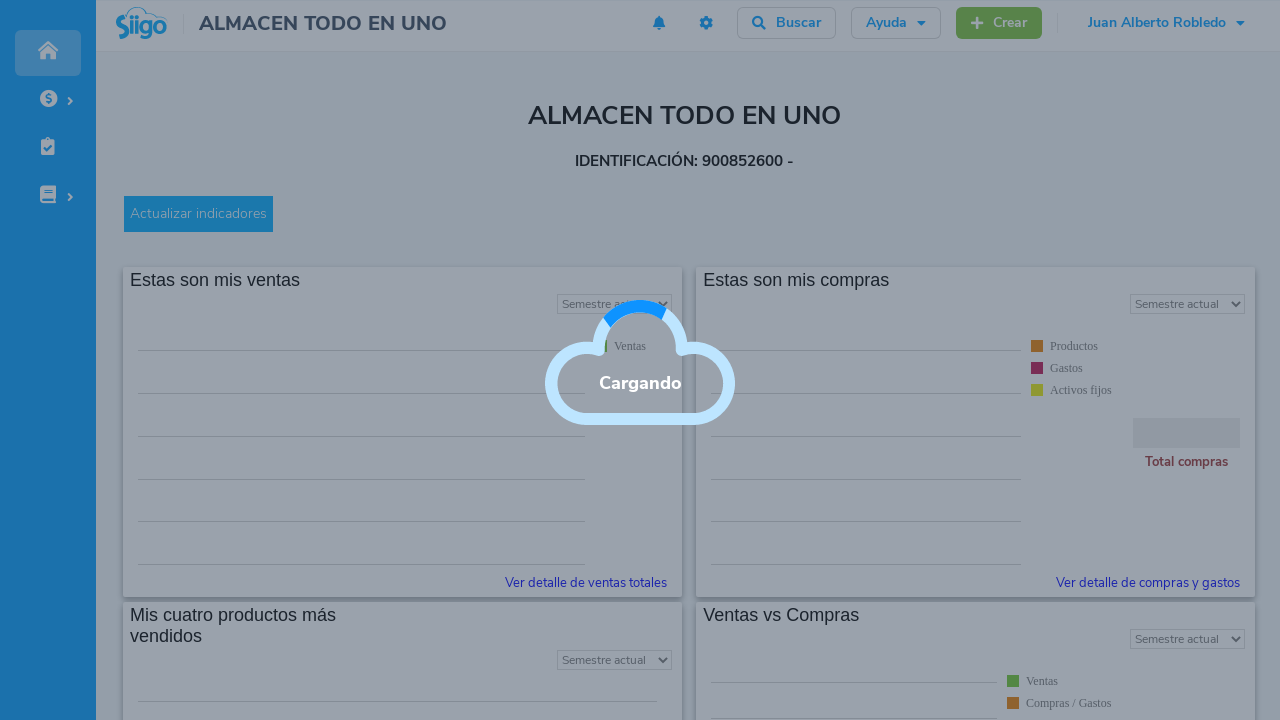 Siigo
ALMACEN TODO EN UNO
Buscar
Ayuda
Crear
Juan Alberto Robledo
ALMACEN TODO EN UNO
IDENTIFICACIÓN: 900852600 -
Actualizar indicadores
Estas son mis ventas
Semestre actual
Ventas
Ver detalle de ventas totales
Estas son mis compras
Semestre actual
Productos
Gastos
Activos fijos
Total compras
Ver detalle de compras y gastos
Cargando
Mis cuatro productos más
vendidos
Semestre actual
Ventas vs Compras
Semestre actual
Ventas
Compras / Gastos